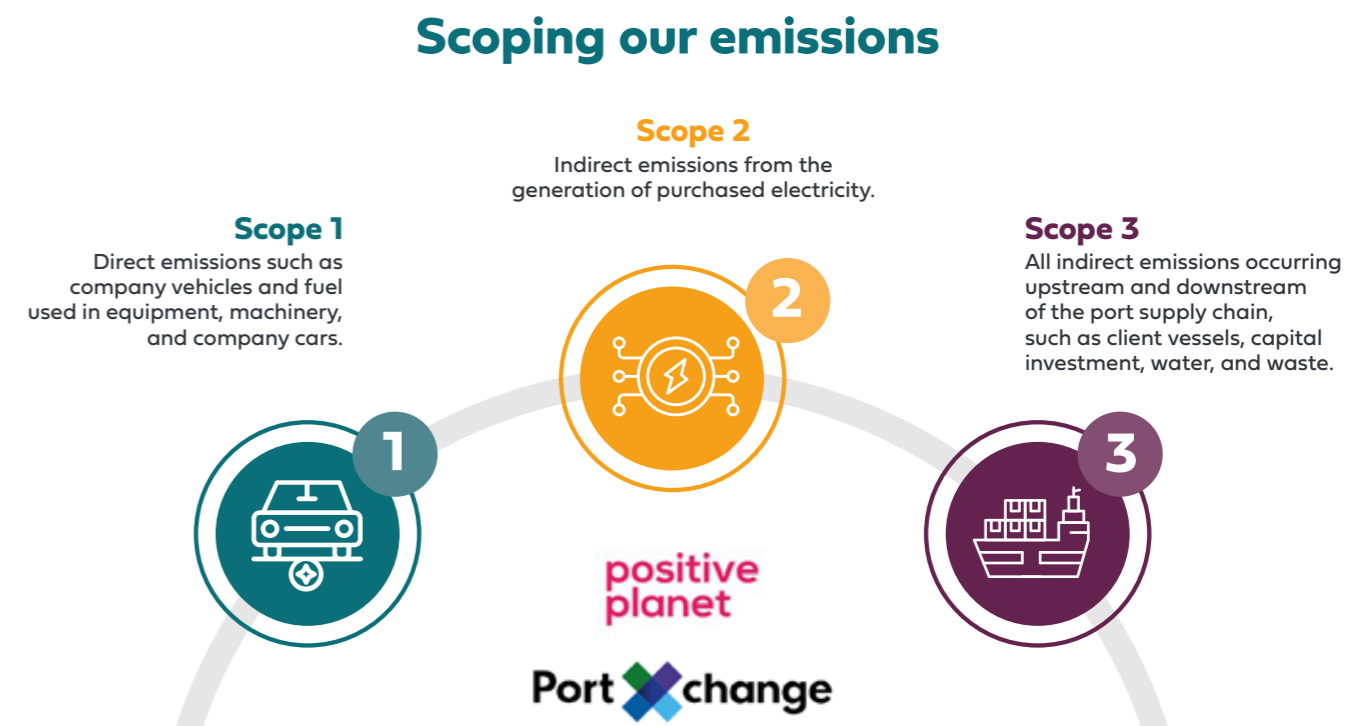 Scoping our emissions
Scope 1
Direct emissions such as
company vehicles and fuel
used in equipment, machinery,
and company cars.
1
Scope 2
Indirect emissions from the
generation of purchased electricity.
2
Scope 3
All indirect emissions occurring
upstream and downstream
of the port supply chain,
such as client vessels, capital
investment, water, and waste.
3
positive
planet
PortXchange